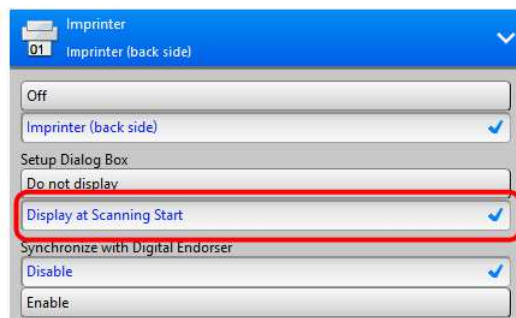 Imprinter
01 Imprinter (back side)
Off
Imprinter (back side)
Setup Dialog Box
Do not display
Display at Scanning Start
Synchronize with Digital Endorser
Disable
Enable